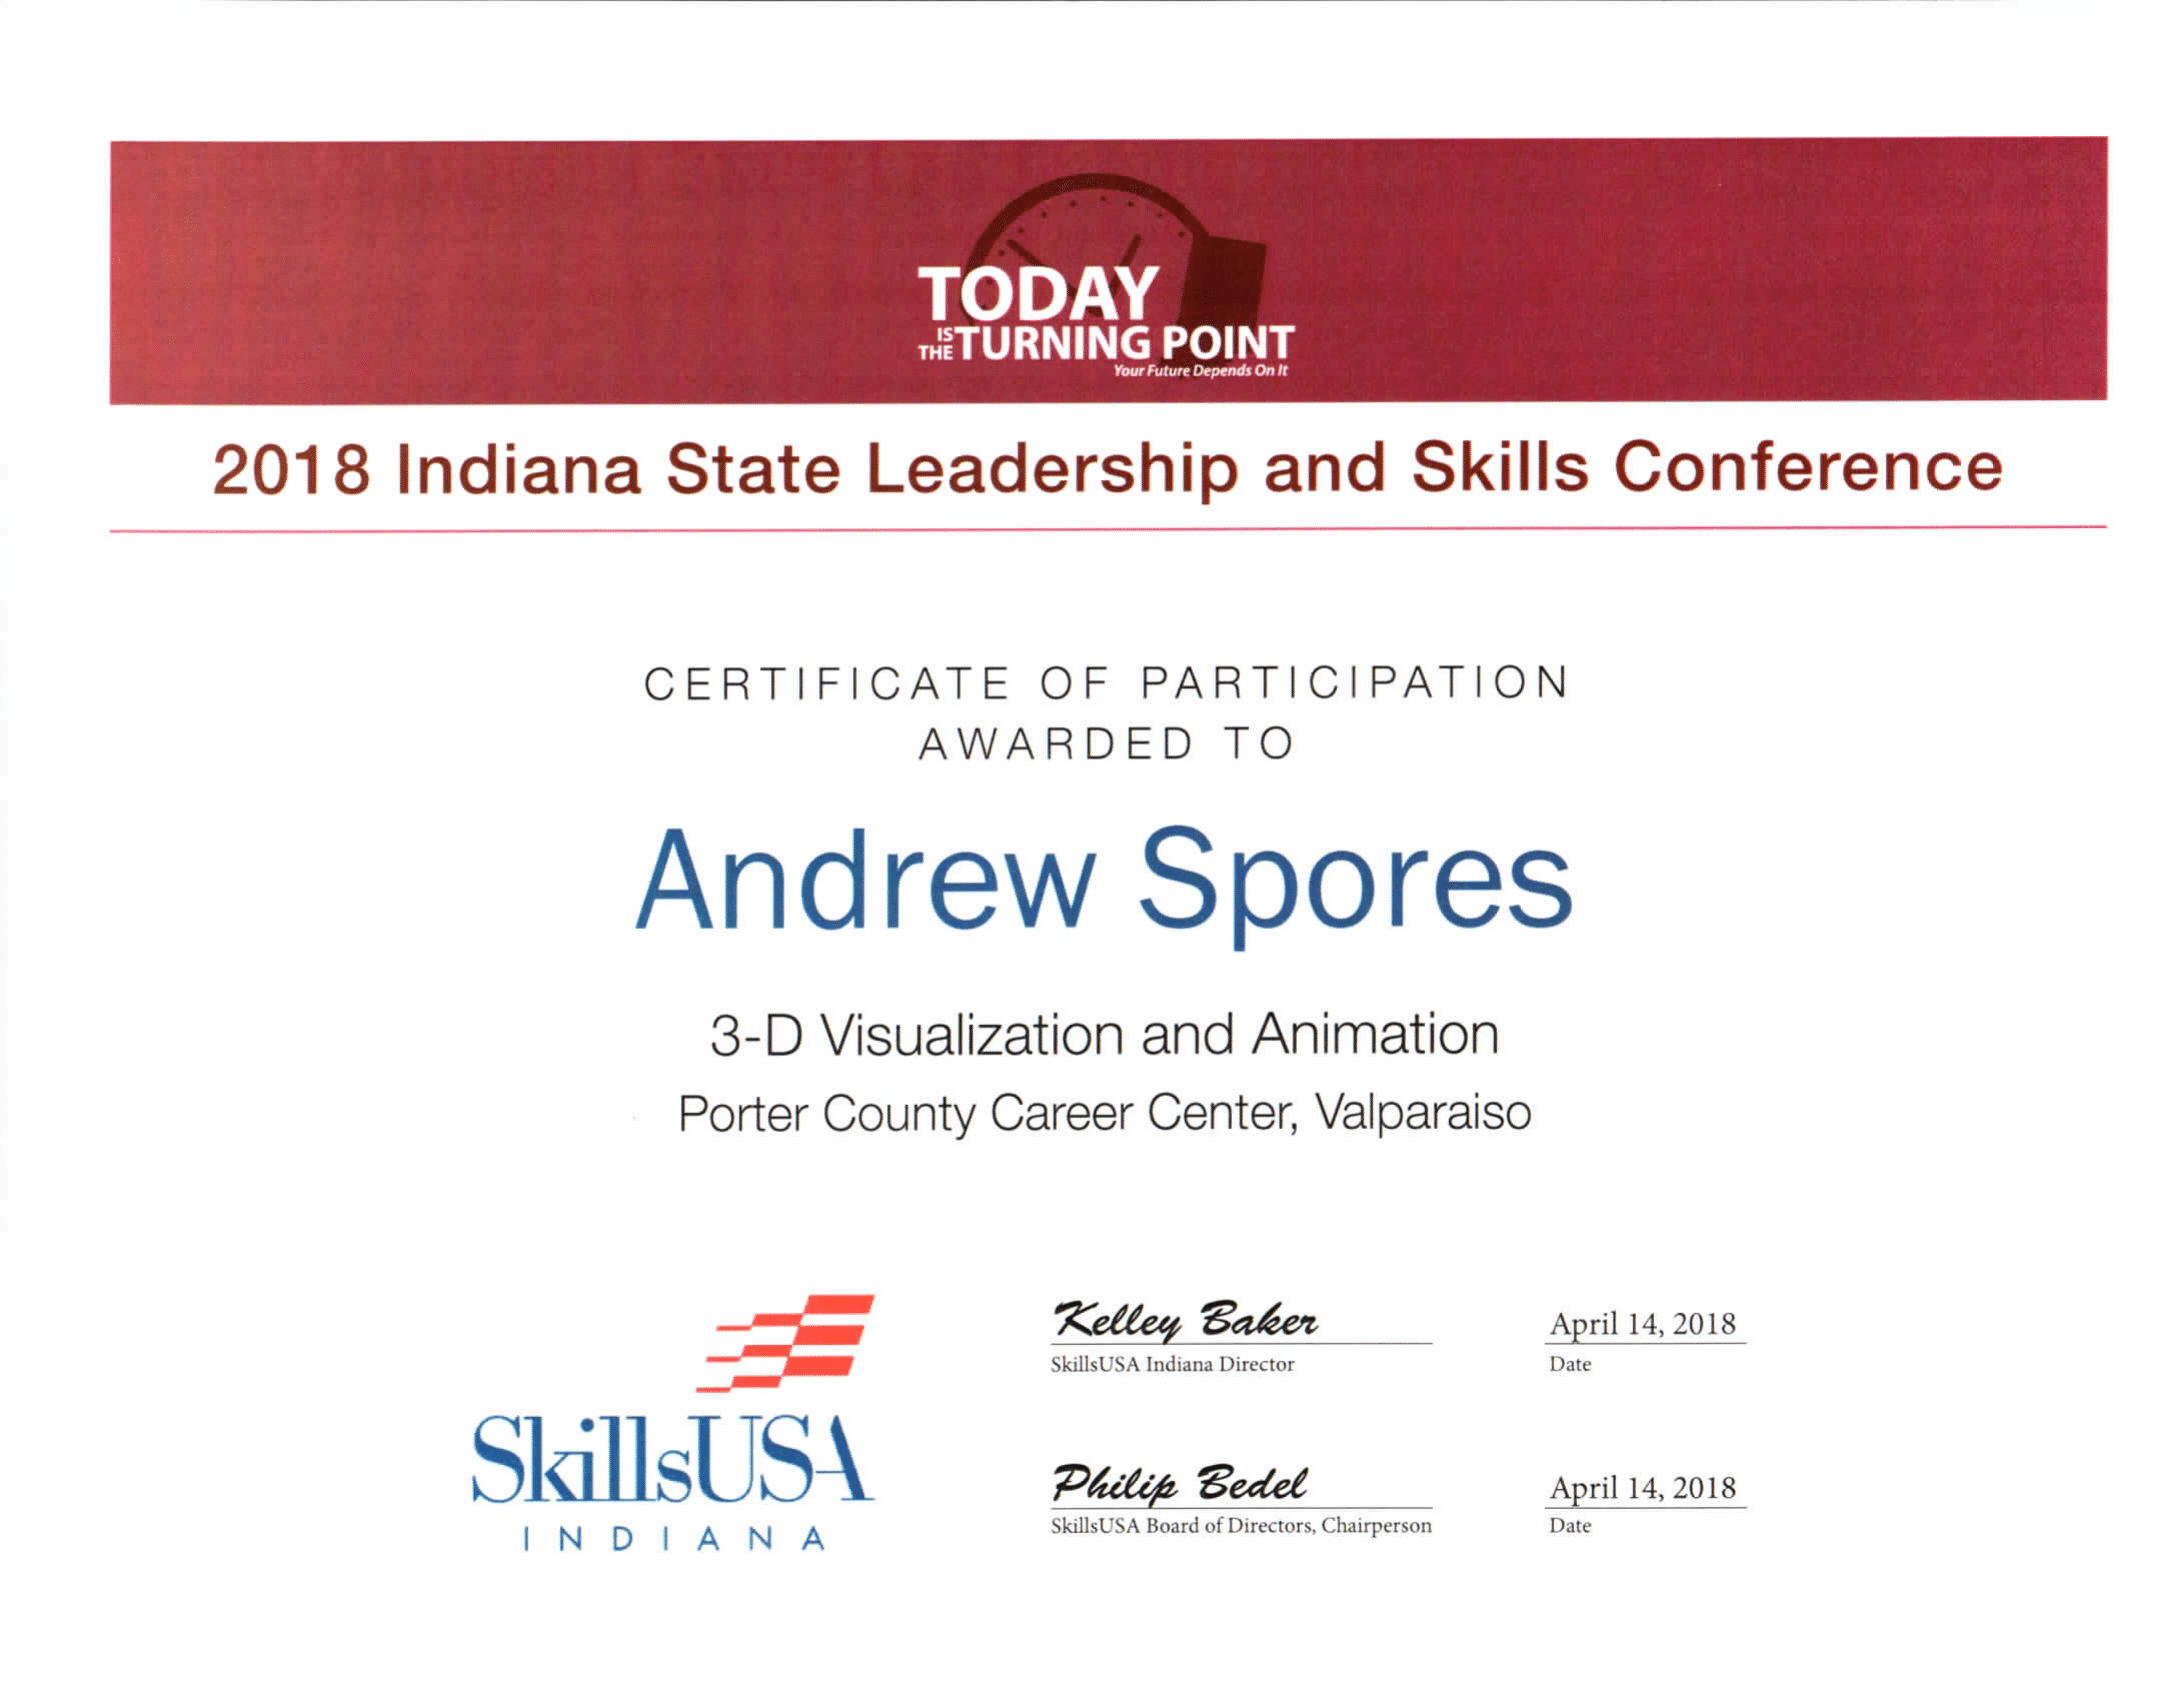 TODAY
IS THE TURNING POINT
Your Future Depends On It
2018 Indiana State Leadership and Skills Conference
CERTIFICATE OF PARTICIPATION
AWARDED TO
Andrew Spores
3-D Visualization and Animation
Porter County Career Center, Valparaiso
SkillsUSA
INDIANA
Kelley Baker
SkillsUSA Indiana Director
April 14, 2018
Date
Philip Bedel
SkillsUSA Board of Directors, Chairperson
April 14, 2018
Date